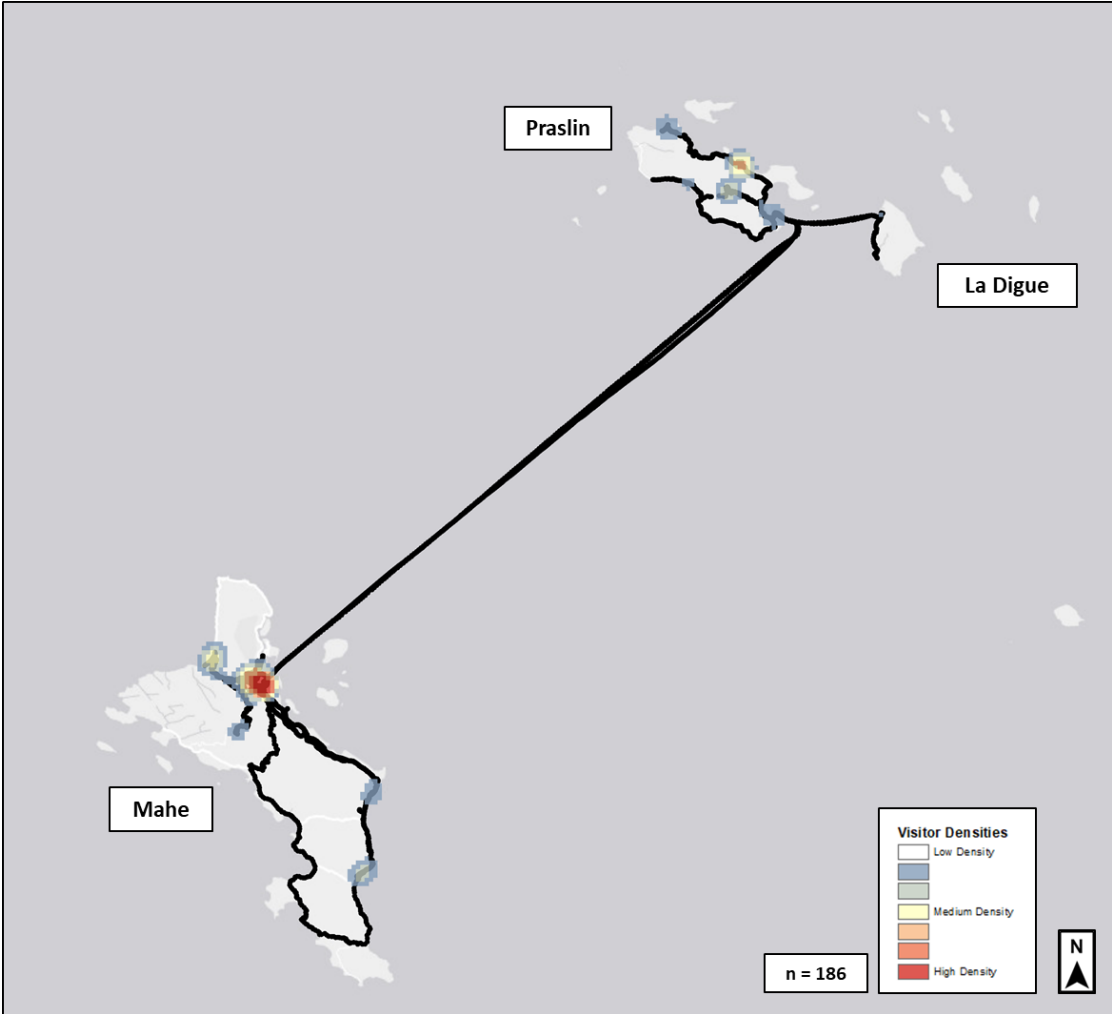 Praslin
La Digue
Mahe
Visitor Densities
Low Density
Medium Density
High Density
n = 186
N